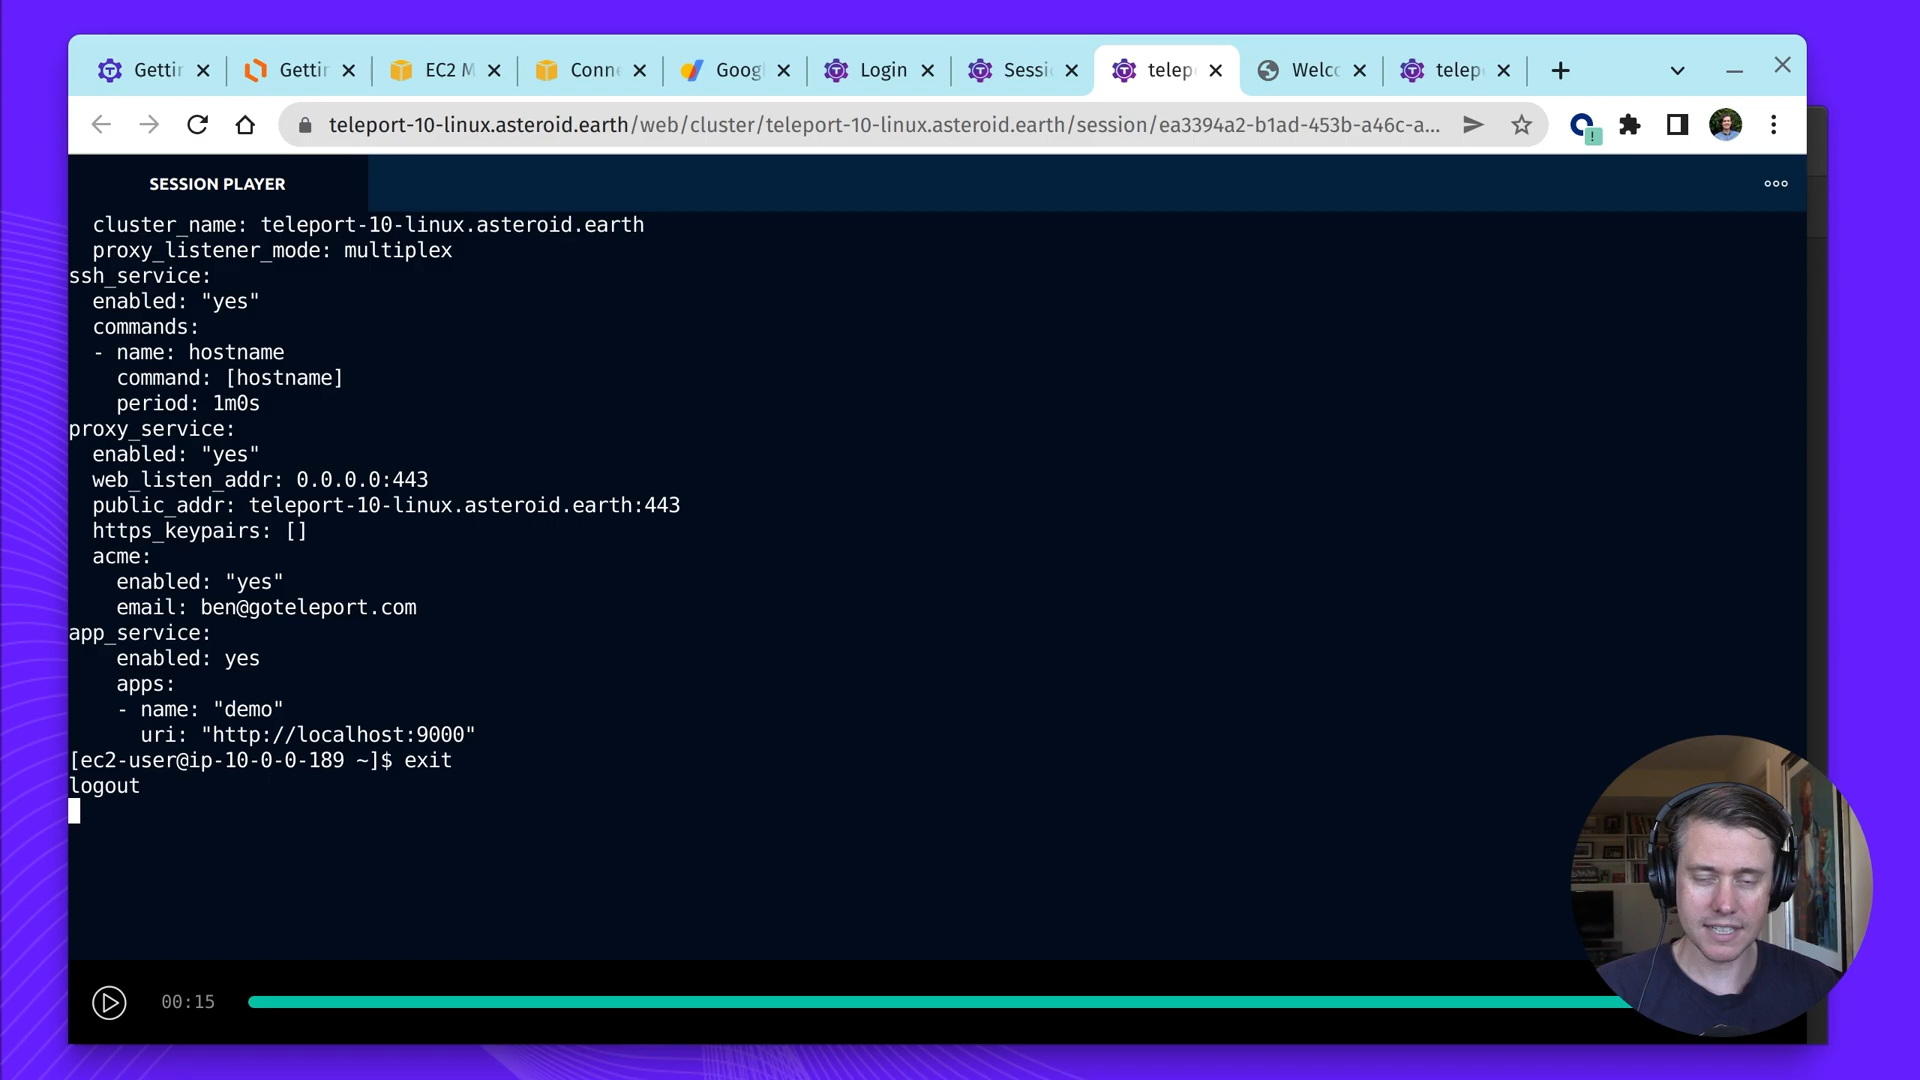 Gettin
Gettin
EC2 M
Conne
Goog
Login
Sessi
telep
Welco
telep
teleport-10-linux.asteroid.earth/web/cluster/teleport-10-linux.asteroid.earth/session/ea3394a2-b1ad-453b-a46c-a...
SESSION PLAYER
cluster_name: teleport-10-linux.asteroid.earth
proxy_listener_mode: multiplex
ssh_service:
enabled: "yes"
commands:
- name: hostname
command: [hostname]
period: 1m0s
proxy_service:
enabled: "yes"
web_listen_addr: 0.0.0.0:443
public_addr: teleport-10-linux.asteroid.earth:443
https_keypairs: []
acme:
enabled: "yes"
email: ben@goteleport.com
app_service:
enabled: yes
apps:
- name: "demo"
uri: "http://localhost:9000"
[ec2-user@ip-10-0-0-189 ~]$ exit
logout
00:15